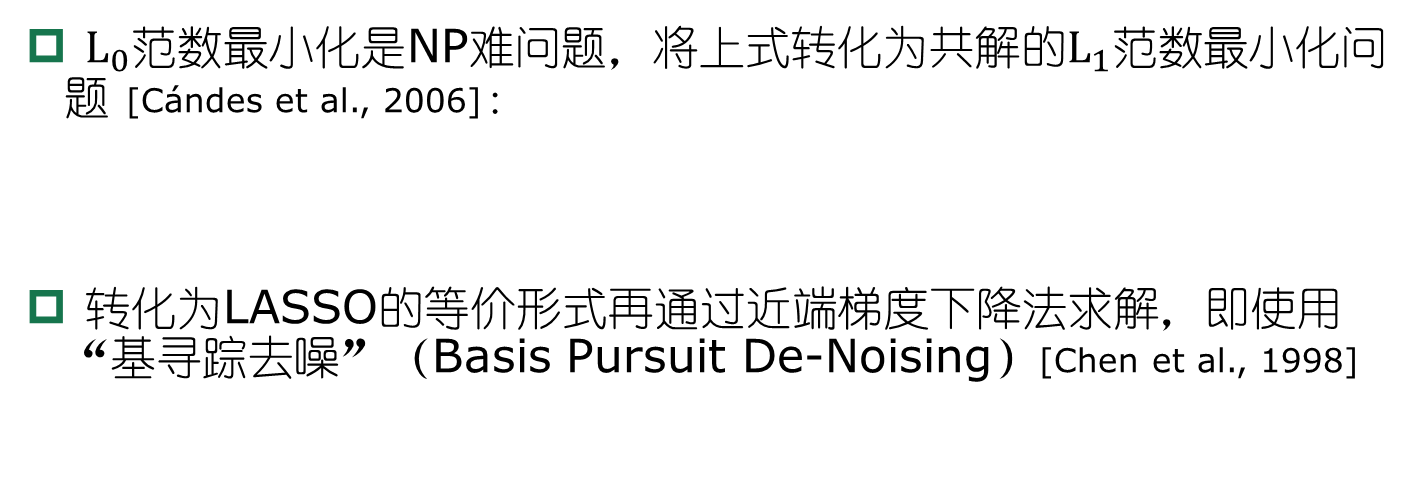 L₀范数最小化是NP难问题，将上式转化为共解的L₁范数最小化问
题 [Cándes et al., 2006]：
转化为LASSO的等价形式再通过近端梯度下降法求解，即使用
“基寻踪去噪”（Basis Pursuit De-Noising）[Chen et al., 1998]